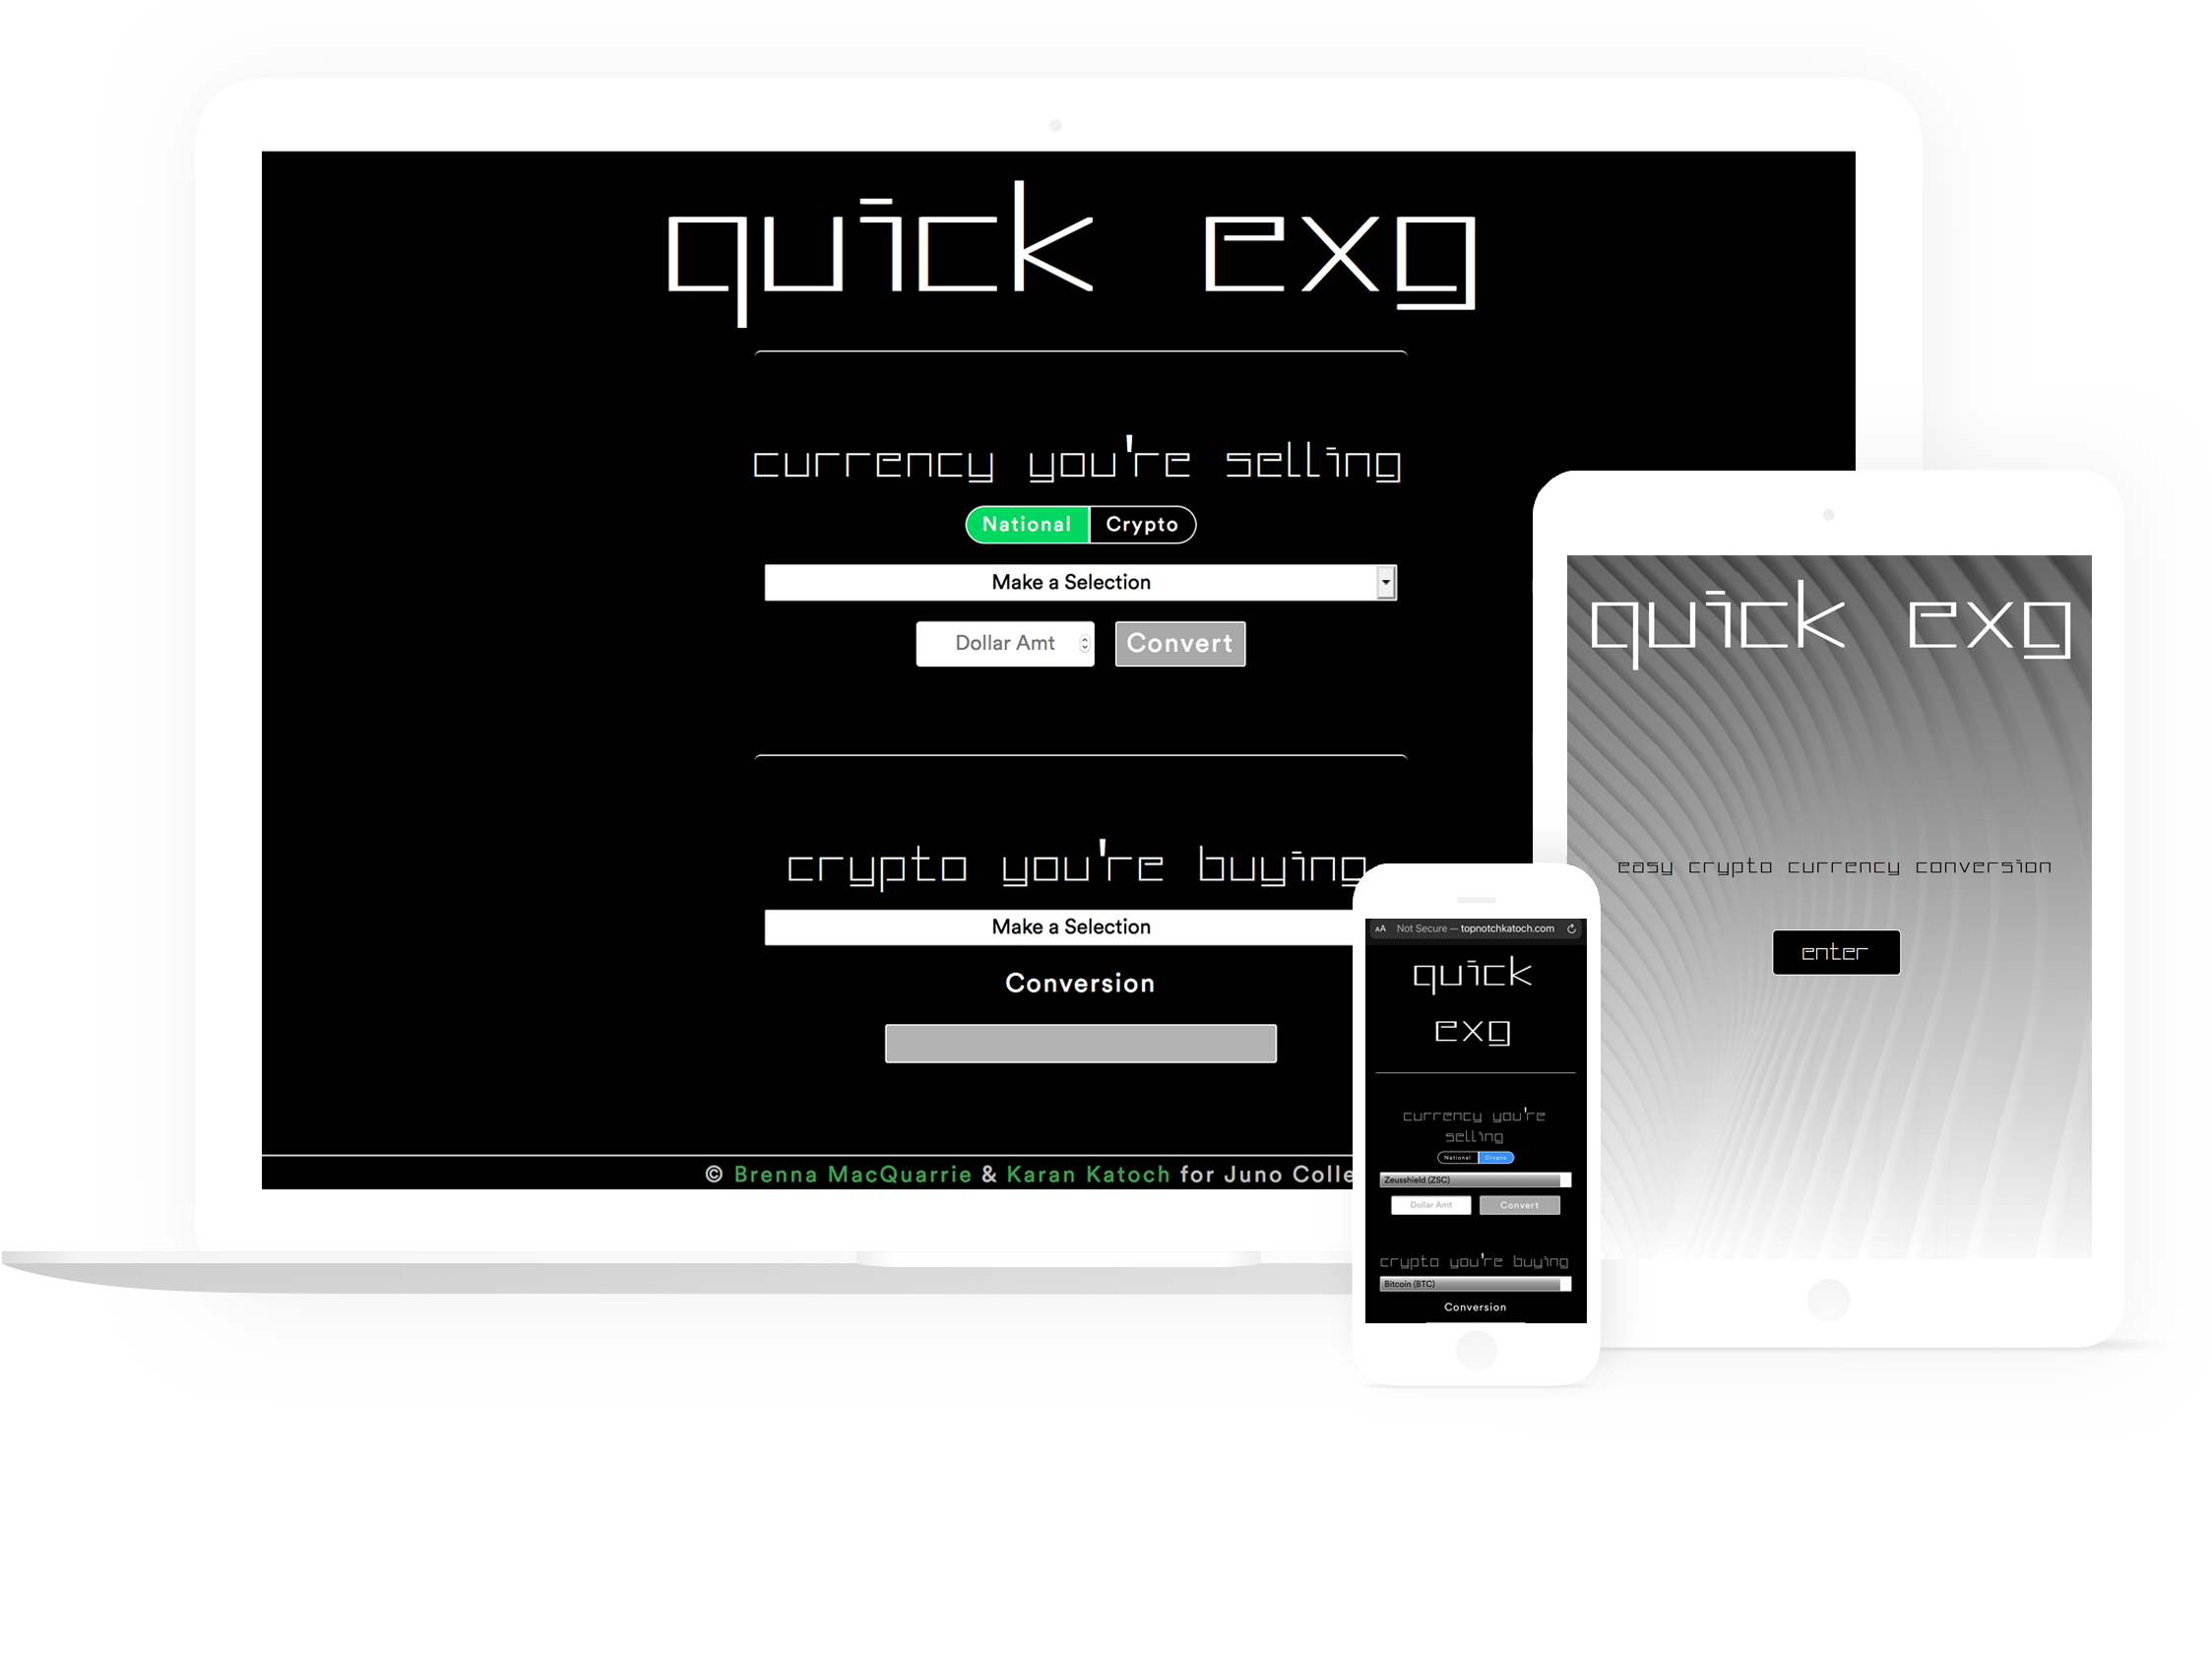 quick exg
currency you're selling
National Crypto
Make a Selection
Dollar Amt Convert
crypto you're buying
Make a Selection
Conversion
© Brenna MacQuarrie & Karan Katoch for Juno Colle
quick exg
easy crypto currency conversion
enter
AA Not Secure — topnotchkatoch.com
quick
exg
currency you're
selling
National Crypto
Zeusshield (ZSC)
Dollar Amt Convert
crypto you're buying
Bitcoin (BTC)
Conversion